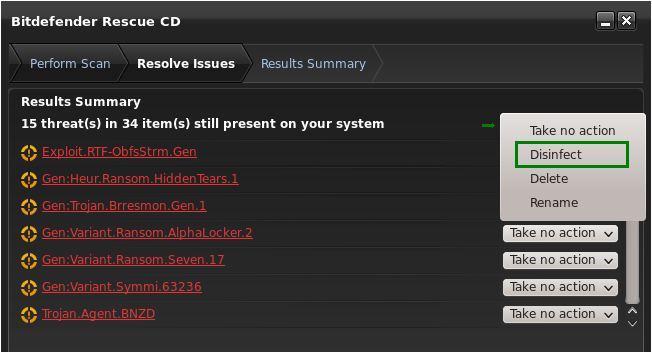 Bitdefender Rescue CD
Perform Scan Resolve Issues Results Summary
Results Summary
15 threat(s) in 34 item(s) still present on your system
Take no action
Disinfect
Delete
Rename
Exploit.RTF-ObfsStrm.Gen
Gen:Heur.Ransom.HiddenTears.1
Gen:Trojan.Brresmon.Gen.1
Gen:Variant.Ransom.AlphaLocker.2 Take no action
Gen:Variant.Ransom.Seven.17 Take no action
Gen:Variant.Symmi.63236 Take no action
Trojan.Agent.BNZD Take no action